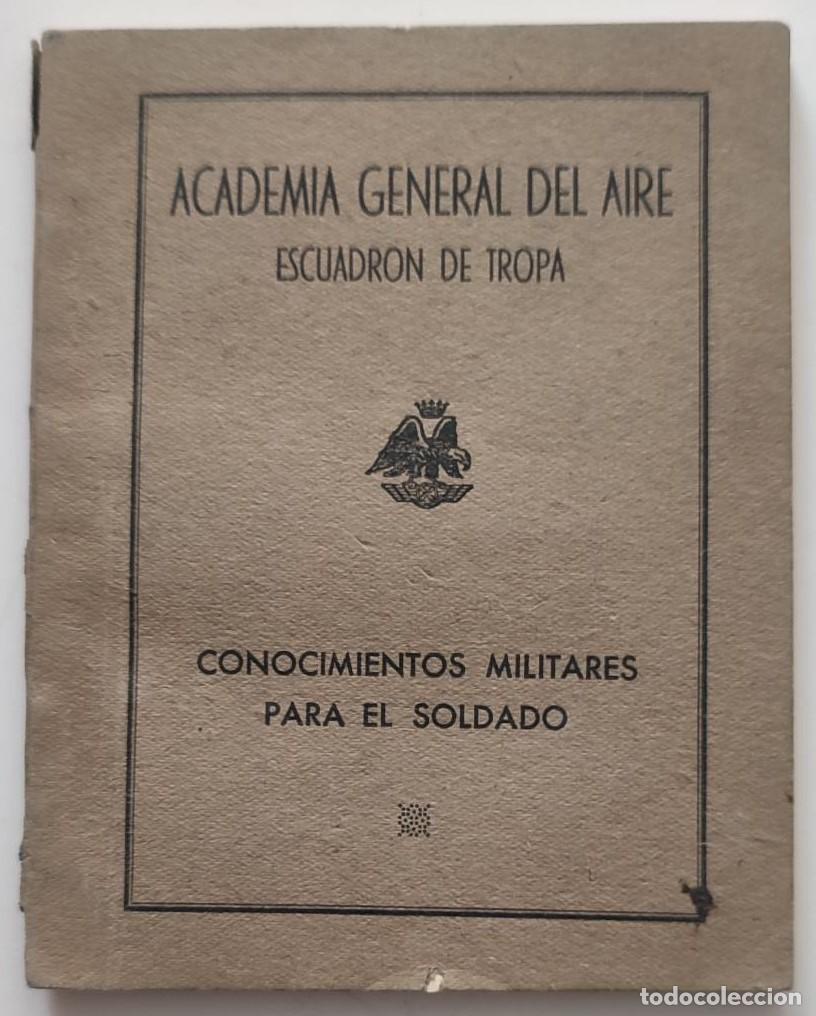 ACADEMIA GENERAL DEL AIRE
ESCUADRON DE TROPA
CONOCIMIENTOS MILITARES
PARA EL SOLDADO
todocoleccion